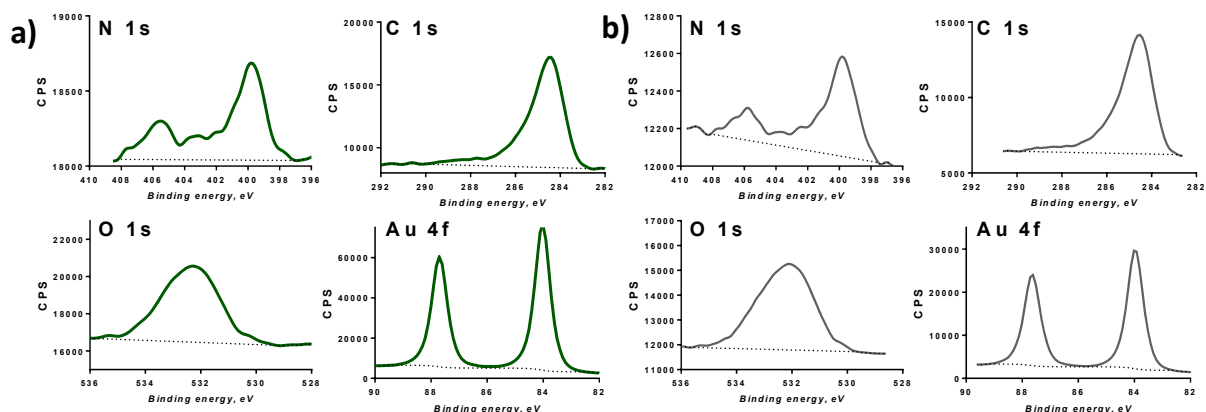 a)
N 1s
CPS
19000
18500
18000
410 408 406 404 402 400 398 396
Binding energy, eV
C 1s
CPS
20000
15000
10000
292 290 288 286 284 282
Binding energy, eV
b)
N 1s
CPS
12800
12600
12400
12200
12000
410 408 406 404 402 400 398 396
Binding energy, eV
C 1s
CPS
15000
10000
5000
292 290 288 286 284 282
Binding energy, eV
O 1s
CPS
22000
20000
18000
16000
536 534 532 530 528
Binding energy, eV
Au 4f
CPS
60000
40000
20000
0
90 88 86 84 82
Binding energy, eV
O 1s
CPS
17000
16000
15000
14000
13000
12000
11000
536 534 532 530 528
Binding energy, eV
Au 4f
CPS
30000
20000
10000
0
90 88 86 84 82
Binding energy, eV